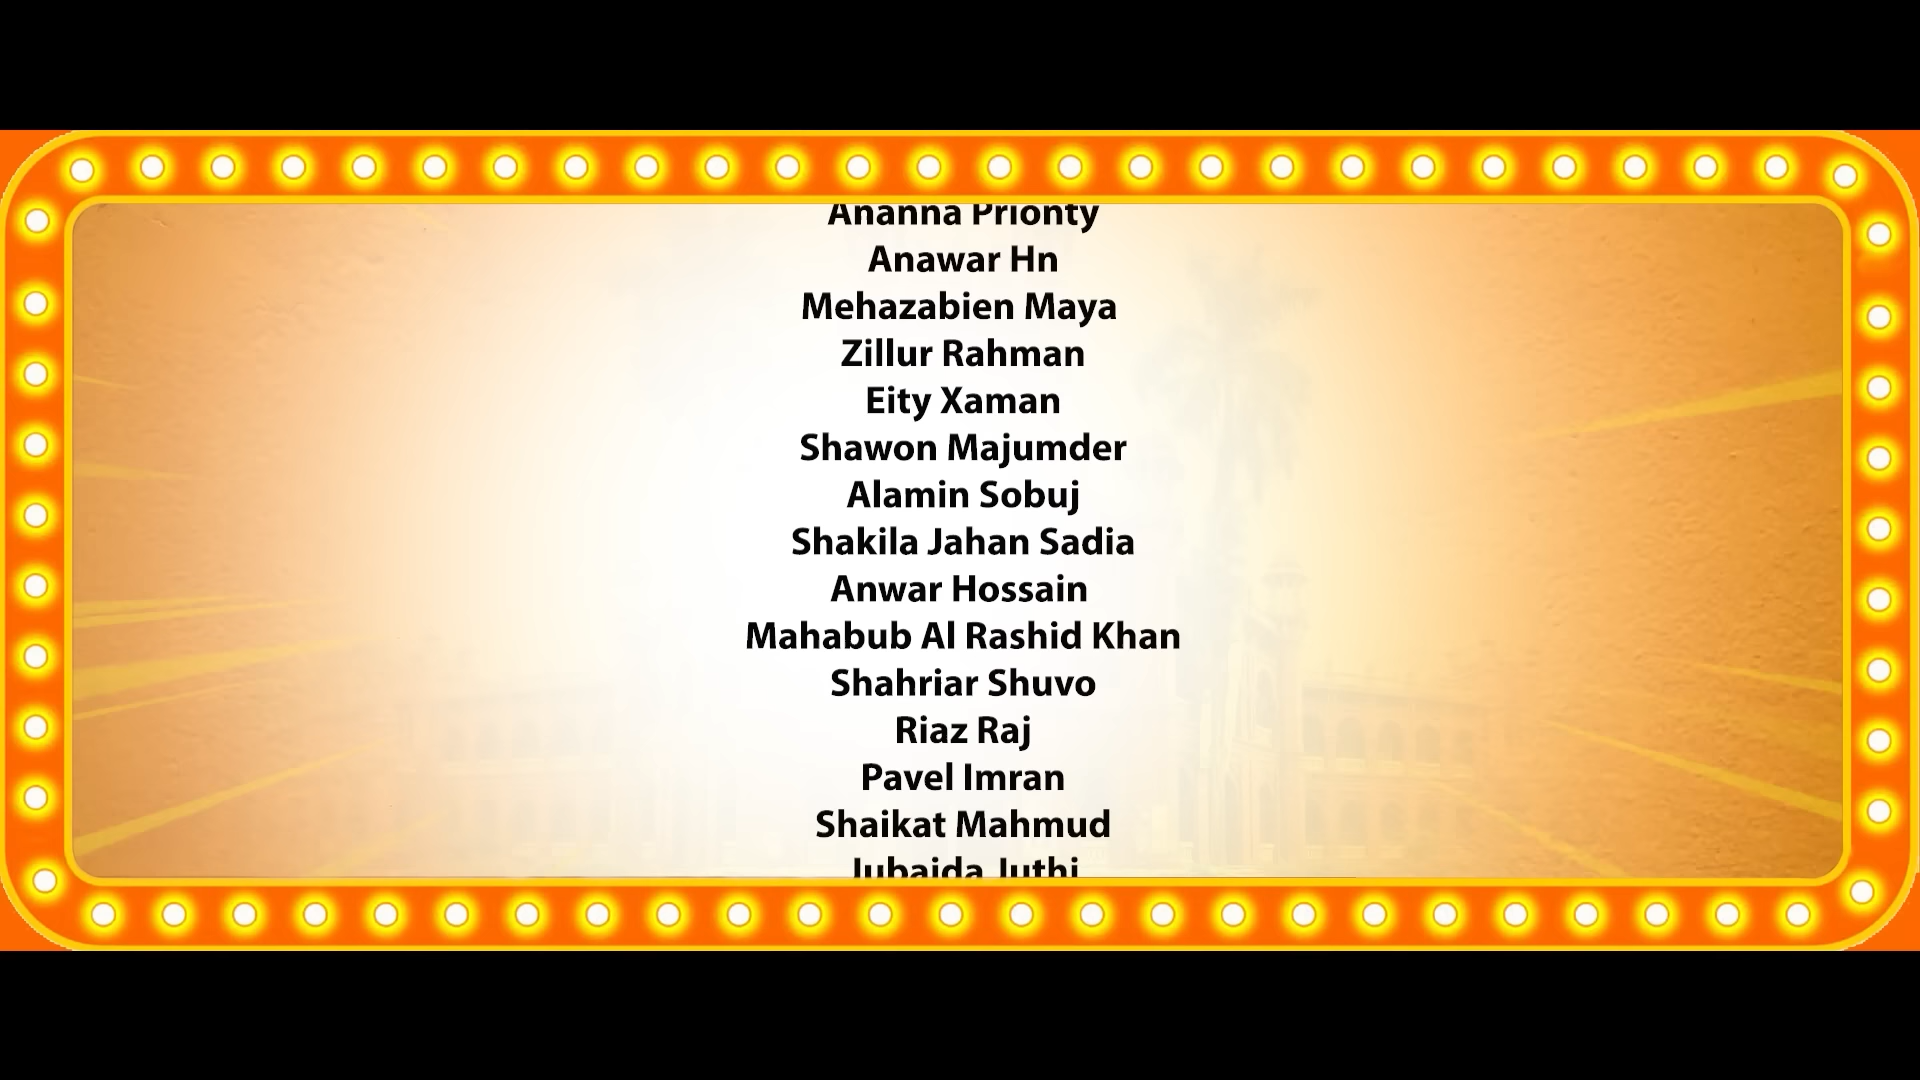 Ananna Prionty
Anawar Hn
Mehazabien Maya
Zillur Rahman
Eity Xaman
Shawon Majumder
Alamin Sobuj
Shakila Jahan Sadia
Anwar Hossain
Mahabub Al Rashid Khan
Shahriar Shuvo
Riaz Raj
Pavel Imran
Shaikat Mahmud
Jubaida Juthi